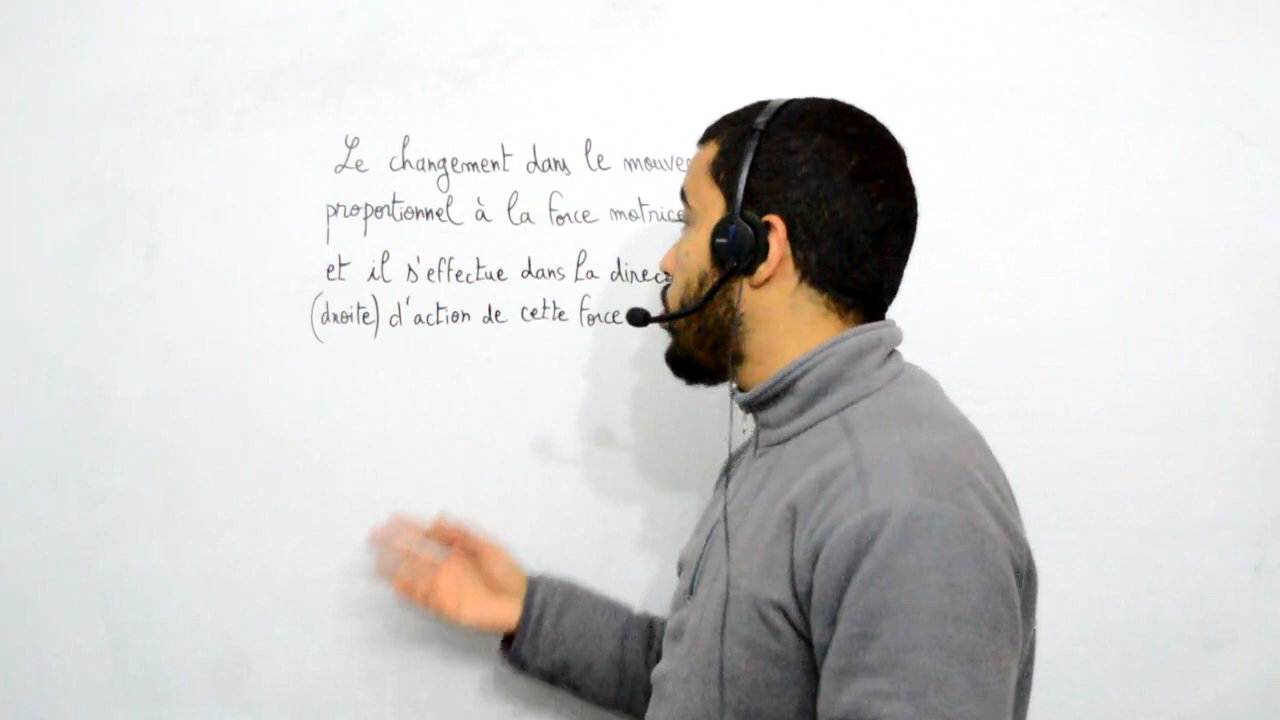 Le changement dans le mouve
proportionnel à la force motrice
et il s'effectue dans la direc
(droite) d'action de cette force